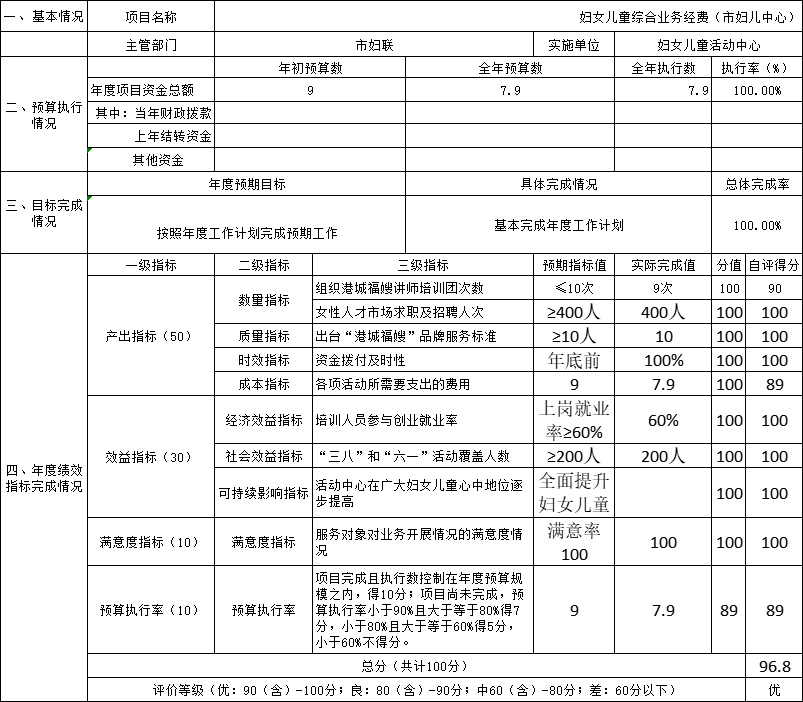 一、基本情况 项目名称 妇女儿童综合业务经费（市妇儿中心）
主管部门 市妇联 实施单位 妇女儿童活动中心
二、预算执行情况
年初预算数 全年预算数 全年执行数 执行率（%）
年度项目资金总额 9 7.9 7.9 100.00%
其中：当年财政拨款
上年结转资金
其他资金
三、目标完成情况
年度预期目标 具体完成情况 总体完成率
按照年度工作计划完成预期工作 基本完成年度工作计划 100.00%
四、年度绩效指标完成情况
一级指标 二级指标 三级指标 预期指标值 实际完成值 分值 自评得分
产出指标（50） 数量指标 组织港城福嫂讲师培训团次数 ≤10次 9次 100 90
女性人才市场求职及招聘人次 ≥400人 400人 100 100
质量指标 出台“港城福嫂”品牌服务标准 ≥10人 10 100 100
时效指标 资金拨付及时性 年底前 100% 100 100
成本指标 各项活动所需要支出的费用 9 7.9 100 89
效益指标（30） 经济效益指标 培训人员参与创业就业率 上岗就业率≥60% 60% 100 100
社会效益指标 “三八”和“六一”活动覆盖人数 ≥200人 200人 100 100
可持续影响指标 活动中心在广大妇女儿童心中地位逐步提高 全面提升妇女儿童 100 100
满意度指标（10） 满意度指标 服务对象对业务开展情况的满意度情况 满意率100 100 100 100
预算执行率（10） 预算执行率 项目完成且执行数控制在年度预算规模之内，得10分；项目尚未完成，预算执行率小于90%且大于等于80%得7分，小于80%且大于等于60%得5分，小于60%不得分。 9 7.9 89 89
总分（共计100分） 96.8
评价等级（优：90（含）-100分；良：80（含）-90分；中60（含）-80分；差：60分以下） 优